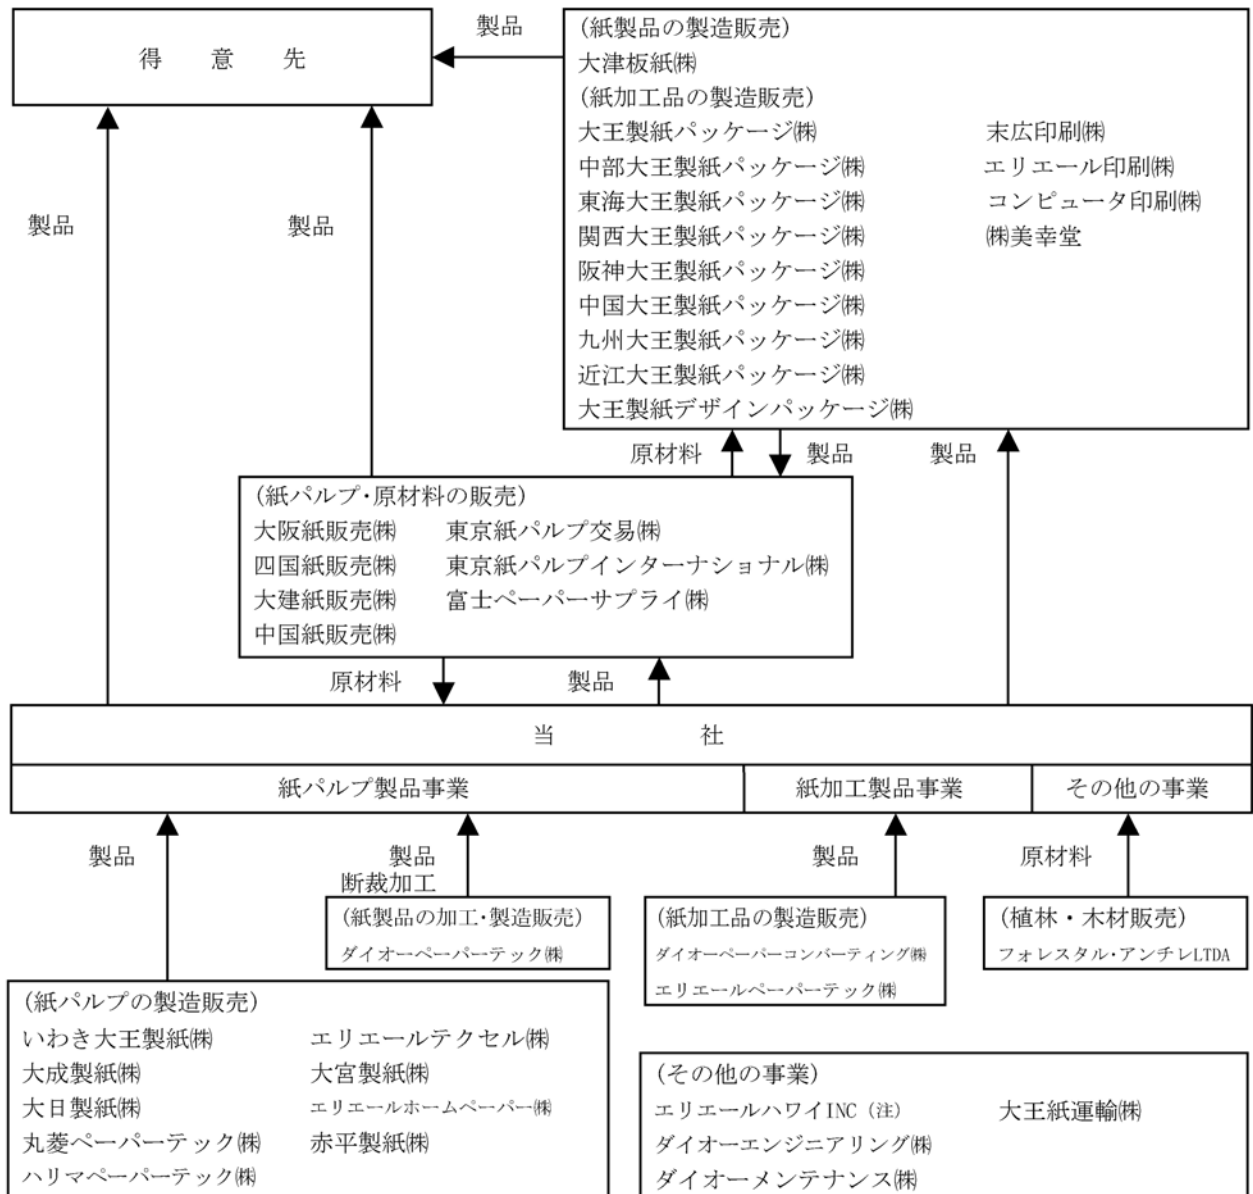 得　意　先
製品
(紙製品の製造販売)
大津板紙㈱
(紙加工品の製造販売)
大王製紙パッケージ㈱　末広印刷㈱
中部大王製紙パッケージ㈱　エリエール印刷㈱
東海大王製紙パッケージ㈱　コンピュータ印刷㈱
関西大王製紙パッケージ㈱　㈱美幸堂
阪神大王製紙パッケージ㈱
中国大王製紙パッケージ㈱
九州大王製紙パッケージ㈱
近江大王製紙パッケージ㈱
大王製紙デザインパッケージ㈱
製品
製品
原材料
製品
製品
(紙パルプ・原材料の販売)
大阪紙販売㈱　東京紙パルプ交易㈱
四国紙販売㈱　東京紙パルプインターナショナル㈱
大建紙販売㈱　富士ペーパーサプライ㈱
中国紙販売㈱
原材料
製品
当　社
紙パルプ製品事業　紙加工製品事業　その他の事業
製品
製品
断裁加工
製品
原材料
(紙製品の加工・製造販売)
ダイオーペーパーテック㈱
(紙加工品の製造販売)
ダイオーペーパーコンバーティング㈱
エリエールペーパーテック㈱
(植林・木材販売)
フォレスタル・アンチレLTDA
(紙パルプの製造販売)
いわき大王製紙㈱　エリエールテクセル㈱
大成製紙㈱　大宮製紙㈱
大日製紙㈱　エリエールホームペーパー㈱
丸菱ペーパーテック㈱　赤平製紙㈱
ハリマペーパーテック㈱
(その他の事業)
エリエールハワイINC（注）　大王紙運輸㈱
ダイオーエンジニアリング㈱
ダイオーメンテナンス㈱